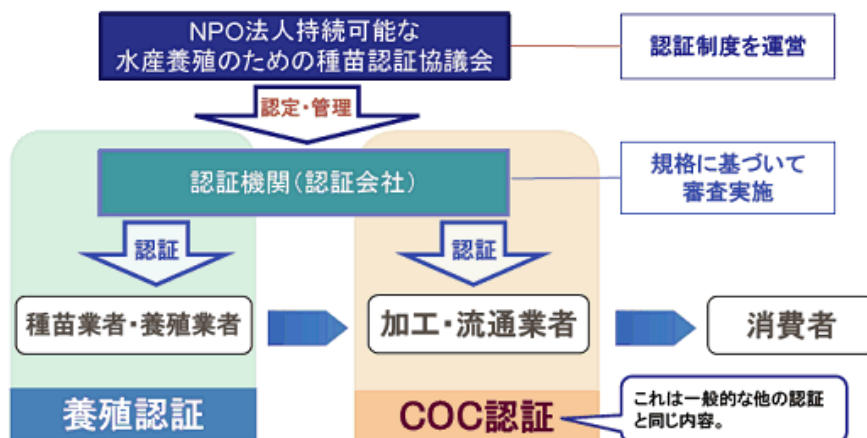 NPO法人持続可能な
水産養殖のための種苗認証協議会
認証制度を運営
認定・管理
認証機関(認証会社)
規格に基づいて
審査実施
認証
認証
種苗業者・養殖業者
加工・流通業者
消費者
養殖認証
COC認証
これは一般的な他の認証
と同じ内容。